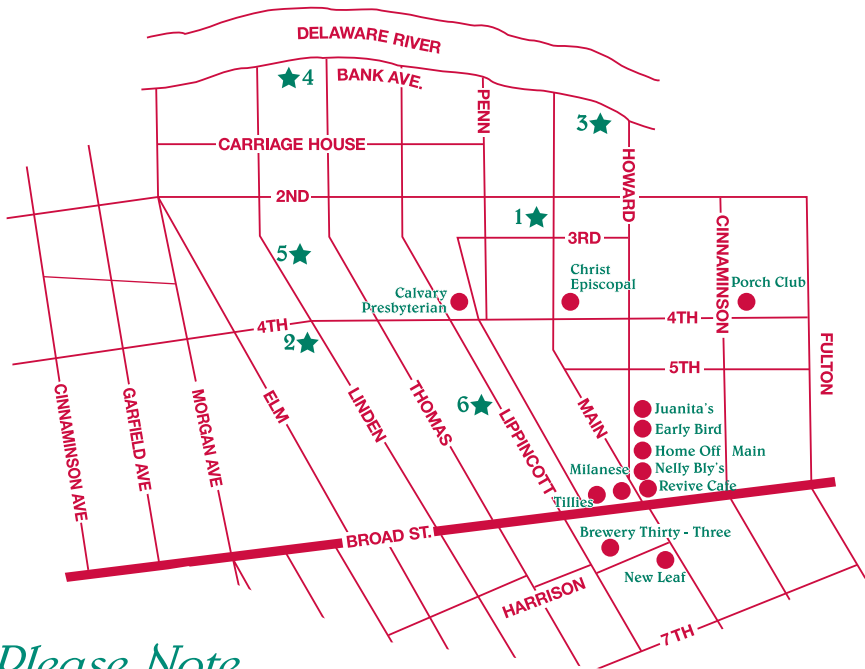 DELAWARE RIVER
4
BANK AVE.
PENN
3
CARRIAGE HOUSE
HOWARD
2ND
1
CINNAMINSON
3RD
5
Christ
Episcopal
Calvary
Presbyterian
Porch Club
4TH
4TH
2
FULTON
5TH
CINNAMINSON AVE
GARFIELD AVE
MORGAN AVE
ELM
LINDEN
THOMAS
6
LIPPINCOTT
MAIN
Juanita's
Early Bird
Home Off Main
Nelly Bly's
Milanese
Revive Cafe
Tillies
BROAD ST.
Brewery Thirty - Three
New Leaf
HARRISON
7TH
Please Note